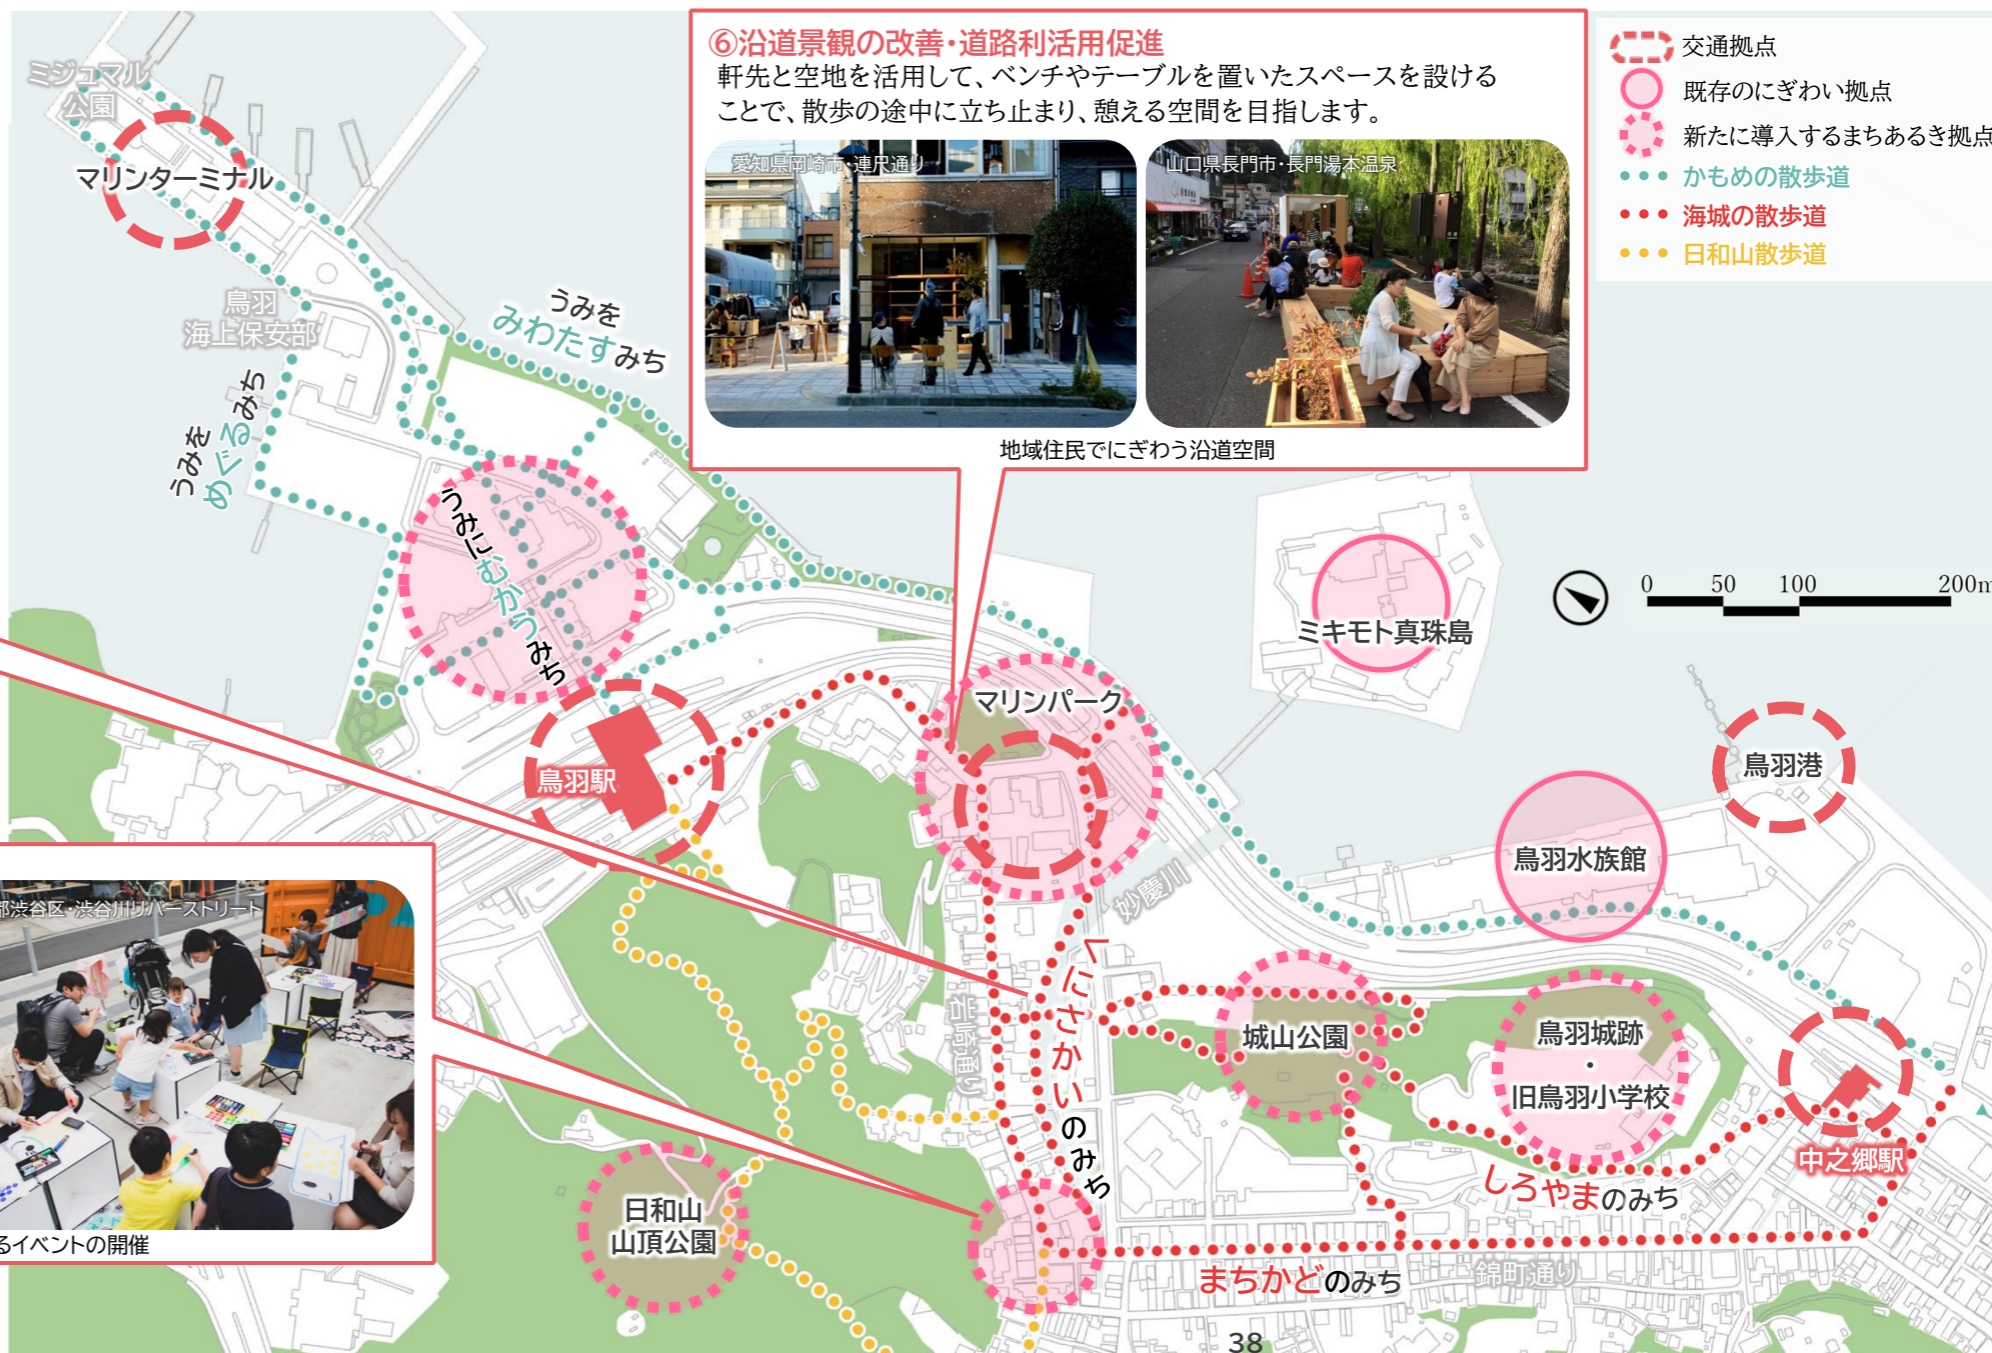 ⑥沿道景観の改善・道路利活用促進
軒先と空地を活用して、ベンチやテーブルを置いたスペースを設ける
ことで、散歩の途中に立ち止まり、憩える空間を目指します。
愛知県岡崎市・連尺通り
山口県長門市・長門湯本温泉
地域住民でにぎわう沿道空間
交通拠点
既存のにぎわい拠点
新たに導入するまちあるき拠点
かもめの散歩道
海城の散歩道
日和山散歩道
ミジュマル
公園
マリンターミナル
鳥羽
海上保安部
うみを
みわたすみち
うみを
めぐるみち
うみにむかうみち
ミキモト真珠島
0 50 100 200m
マリンパーク
鳥羽駅
鳥羽港
鳥羽水族館
妙慶川
部渋谷区・渋谷川リバーストリート
るイベントの開催
岩崎通り
くにさかいのみち
城山公園
鳥羽城跡
・
旧鳥羽小学校
中之郷駅
しろやまのみち
日和山
山頂公園
まちかどのみち
錦町通り
38